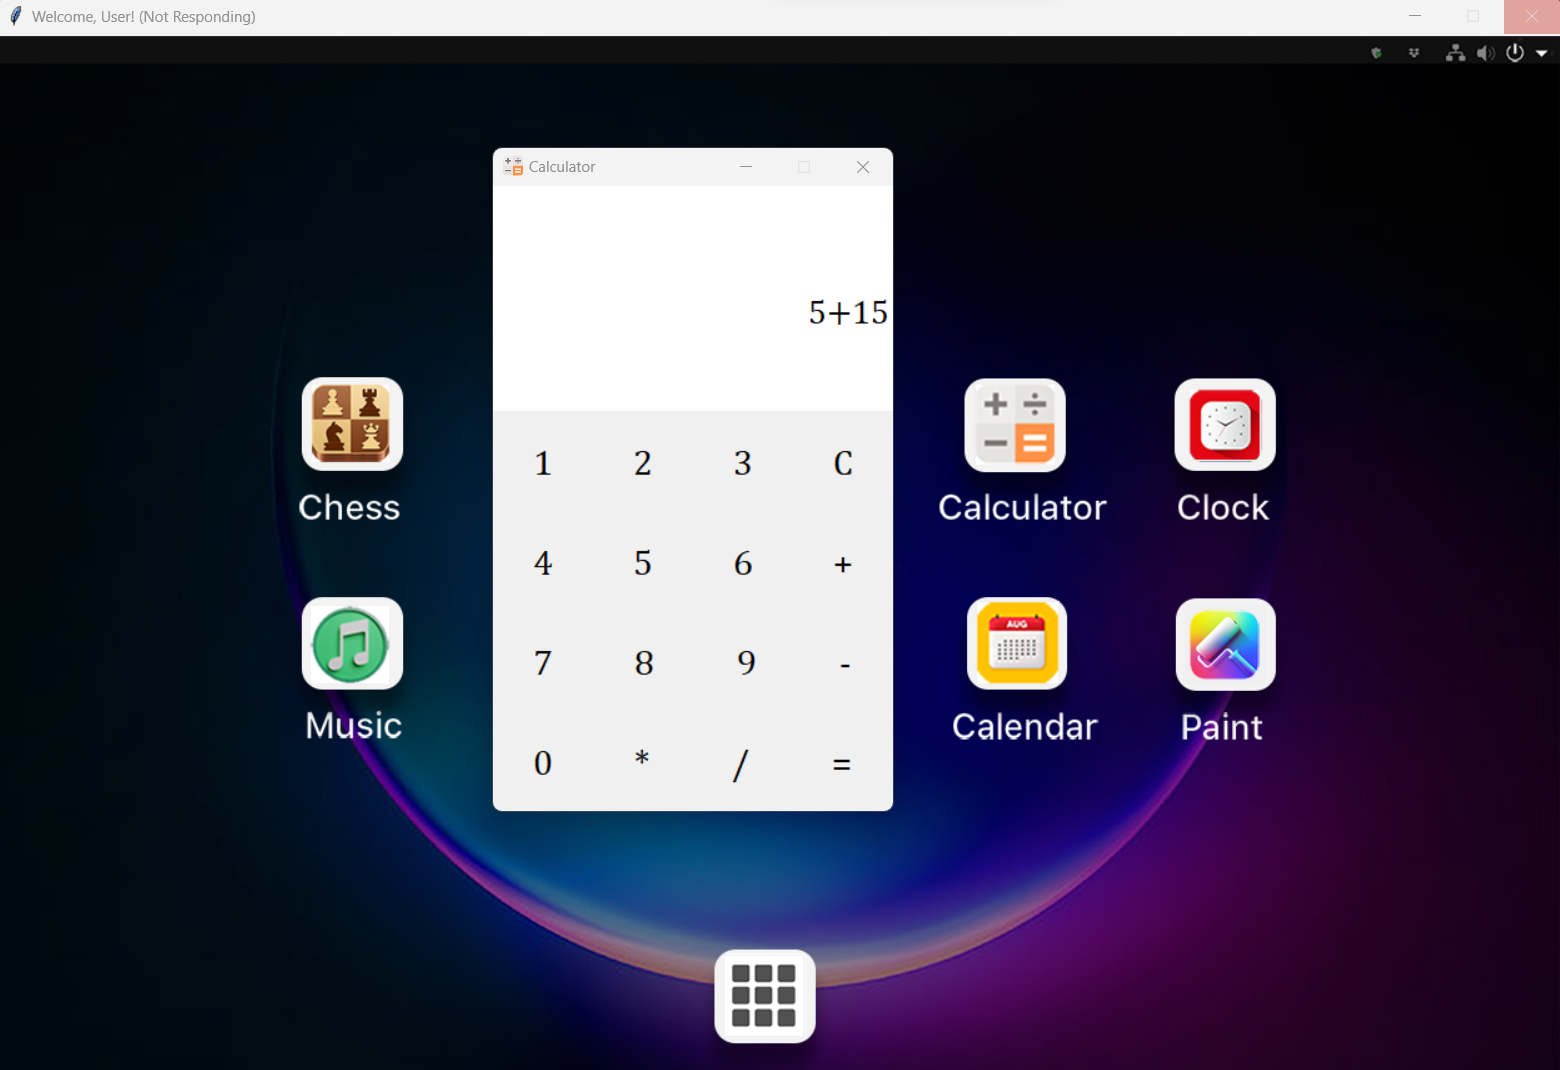 Welcome, User! (Not Responding)
Calculator
5+15
1 2 3 C
4 5 6 +
7 8 9 -
0 * / =
Chess
Calculator
Clock
AUG
Music
Calendar
Paint